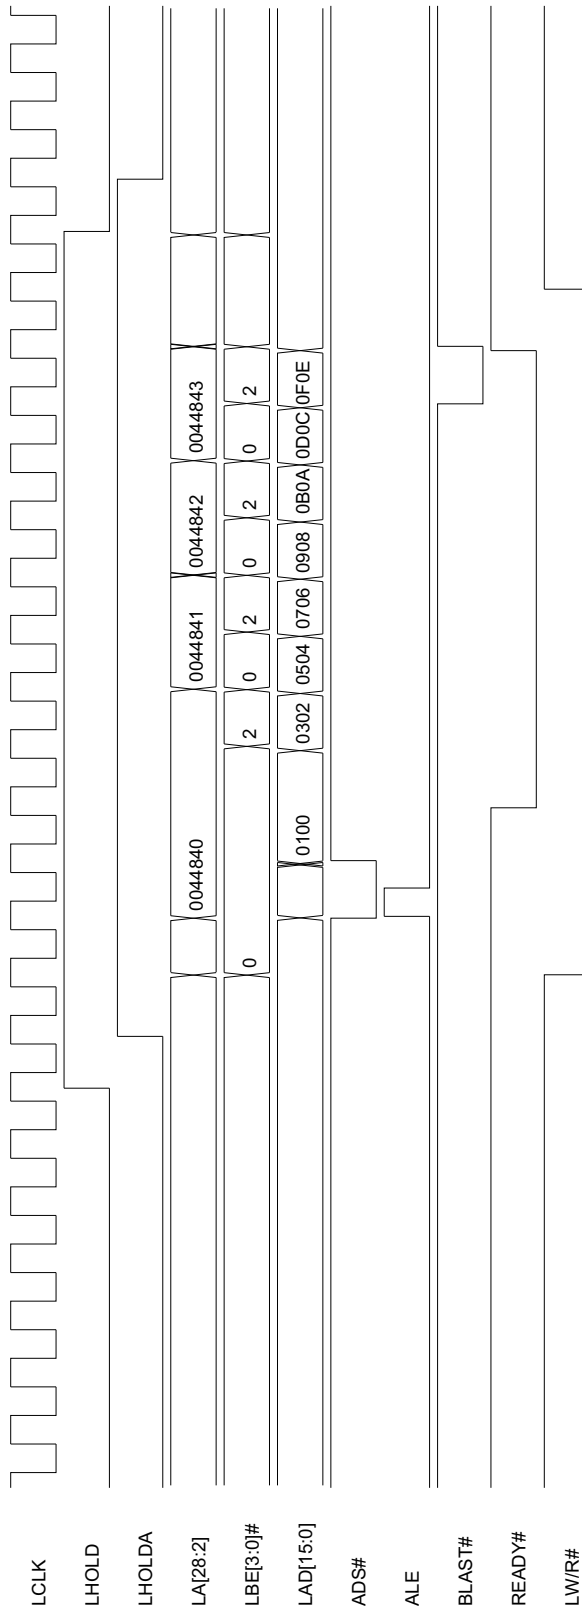 LCLK
LHOLD
LHOLDA
LA[28:2] 0044840 0044841 0044842 0044843
LBE[3:0]# 0 2 0 2 0 2 0 2
LAD[15:0] 0100 0302 0504 0706 0908 0B0A 0D0C 0F0E
ADS#
ALE
BLAST#
READY#
LW/R#